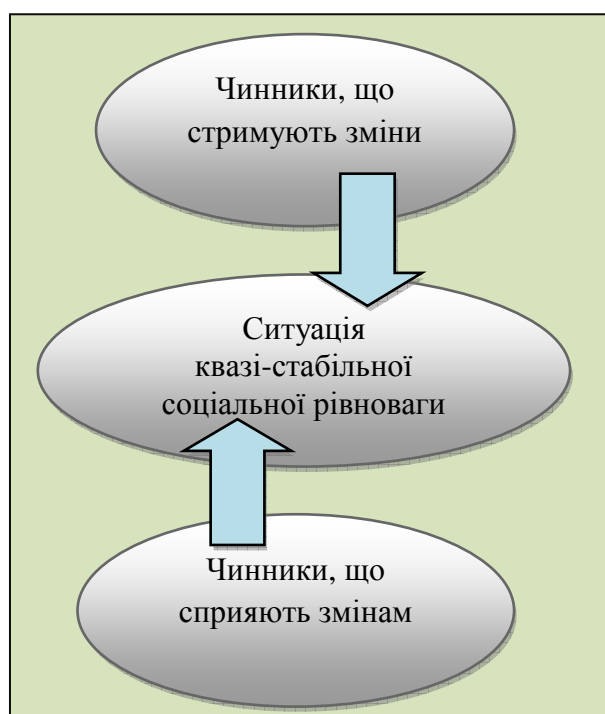 Чинники, що
стримують зміни
Ситуація
квазі-стабільної
соціальної рівноваги
Чинники, що
сприяють змінам